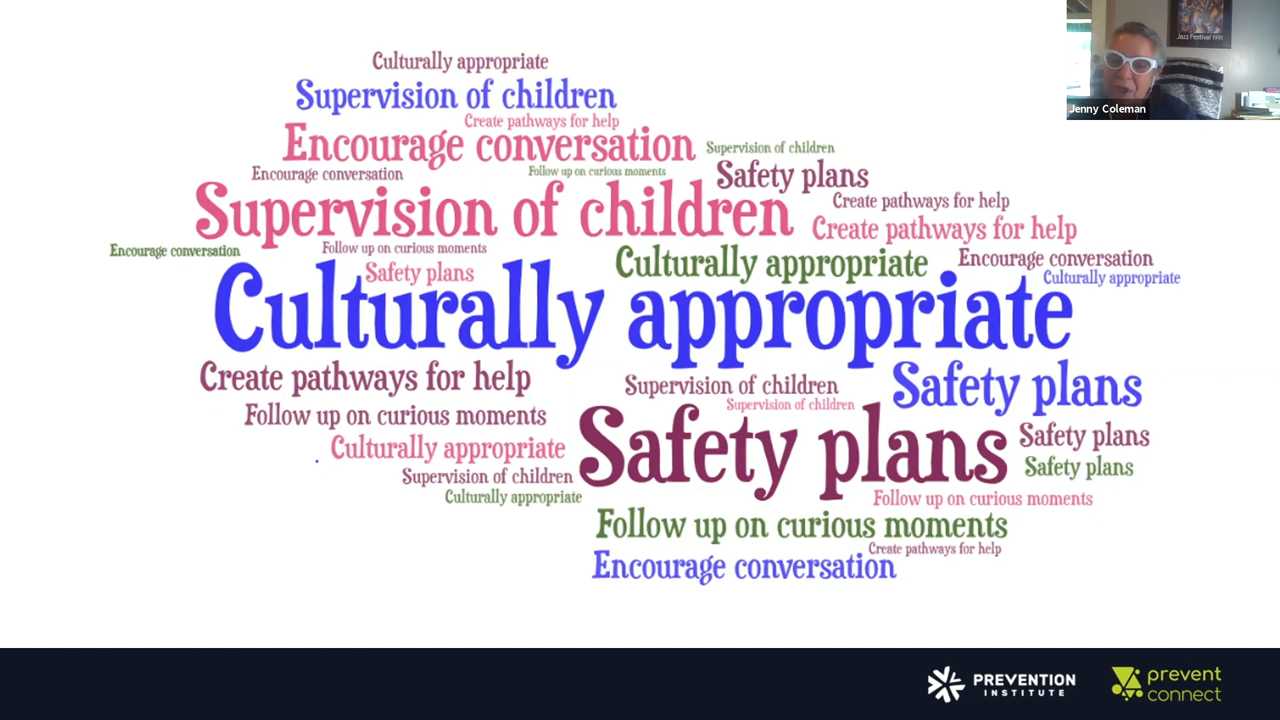 Jazz Festival 1991
Jenny Coleman
Culturally appropriate
Supervision of children
Create pathways for help
Encourage conversation
Supervision of children
Encourage conversation
Follow up on curious moments
Safety plans
Supervision of children
Create pathways for help
Create pathways for help
Encourage conversation
Follow up on curious moments
Culturally appropriate
Encourage conversation
Safety plans
Culturally appropriate
Culturally appropriate
Create pathways for help
Supervision of children
Safety plans
Supervision of children
Follow up on curious moments
Safety plans
Safety plans
Culturally appropriate
Safety plans
Supervision of children
Culturally appropriate
Follow up on curious moments
Follow up on curious moments
Create pathways for help
Encourage conversation
PREVENTION
INSTITUTE
prevent
connect